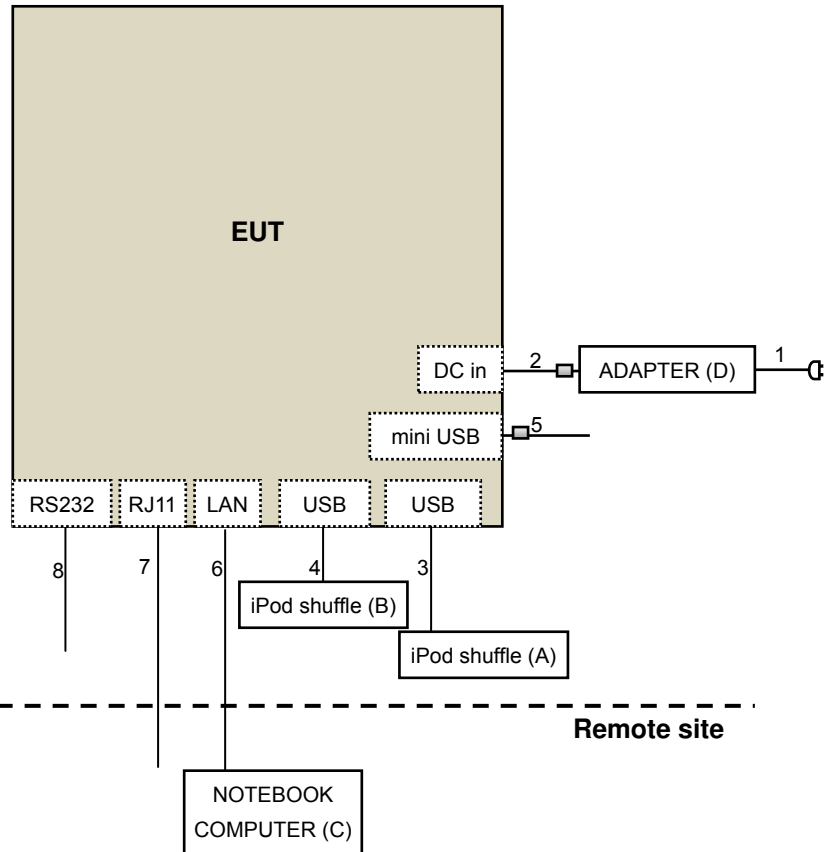 EUT
DC in
2
ADAPTER (D)
1
mini USB
5
RS232
RJ11
LAN
USB
USB
8
7
6
4
3
iPod shuffle (B)
iPod shuffle (A)
Remote site
NOTEBOOK
COMPUTER (C)